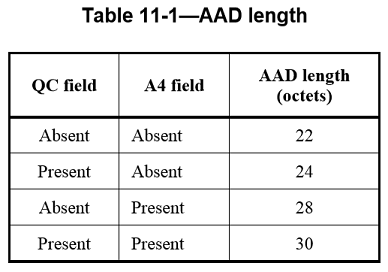 Table 11-1—AAD length
QC field A4 field AAD length
(octets)
Absent Absent 22
Present Absent 24
Absent Present 28
Present Present 30